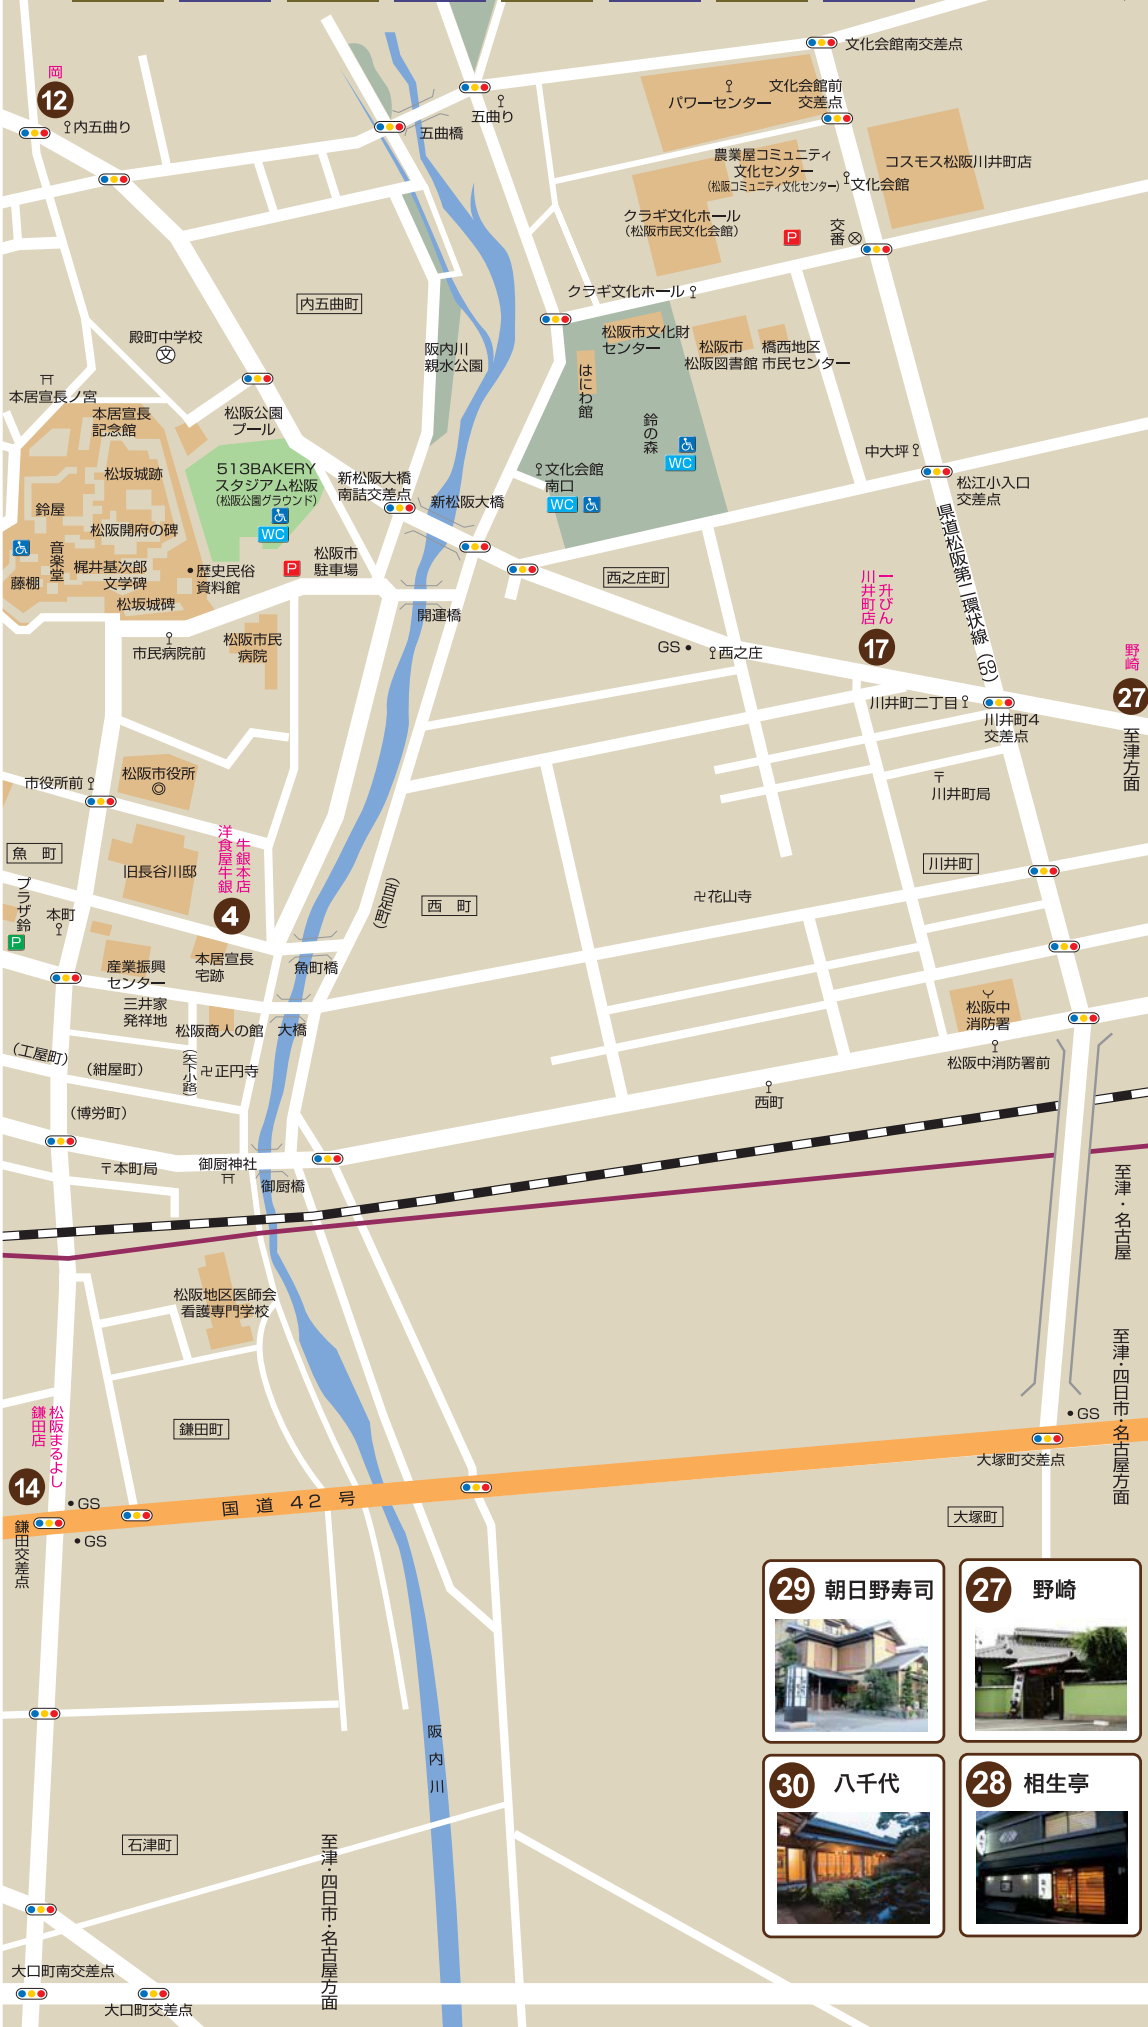 文化会館南交差点
岡
12
内五曲り
五曲り
五曲橋
パワーセンター
文化会館前
交差点
農業屋コミュニティ
文化センター
(松阪コミュニティ文化センター)
文化会館
コスモス松阪川井町店
クラギ文化ホール
(松阪市民文化会館)
P
交番
クラギ文化ホール
内五曲町
殿町中学校
文
阪内川
親水公園
松阪市文化財
センター
松阪市
松阪図書館
橋西地区
市民センター
はにわ館
鈴の森
WC
本居宣長ノ宮
本居宣長
記念館
松阪公園
プール
松坂城跡
513BAKERY
スタジアム松阪
(松阪公園グラウンド)
WC
新松阪大橋
南詰交差点
新松阪大橋
文化会館
南口
WC
中大坪
松江小入口
交差点
鈴屋
松阪開府の碑
音楽堂
梶井基次郎
文学碑
藤棚
松坂城碑
歴史民俗
資料館
P
松阪市
駐車場
開運橋
西之庄町
県道松阪第二環状線(59)
一升びん
川井町店
17
GS
西之庄
市民病院前
松阪市民
病院
野崎
27
至津方面
川井町二丁目
川井町4
交差点
〒
川井町局
市役所前
松阪市役所
魚 町
旧長谷川邸
牛銀本店
洋食屋牛銀
4
プラザ鈴
P
本町
(百足町)
西 町
卍花山寺
川井町
産業振興
センター
本居宣長
宅跡
魚町橋
三井家
発祥地
松阪商人の館
大橋
松阪中
消防署
松阪中消防署前
(工屋町)
(紺屋町)
(矢下小路)
卍正円寺
(博労町)
西町
〒本町局
御厨神社
御厨橋
至津・名古屋
松阪地区医師会
看護専門学校
至津・四日市・名古屋方面
松阪まるよし
鎌田店
14
鎌田町
GS
GS
国道42号
鎌田交差点
GS
大塚町交差点
大塚町
29 朝日野寿司
27 野崎
30 八千代
28 相生亭
阪内川
石津町
至津・四日市・名古屋方面
大口町南交差点
大口町交差点